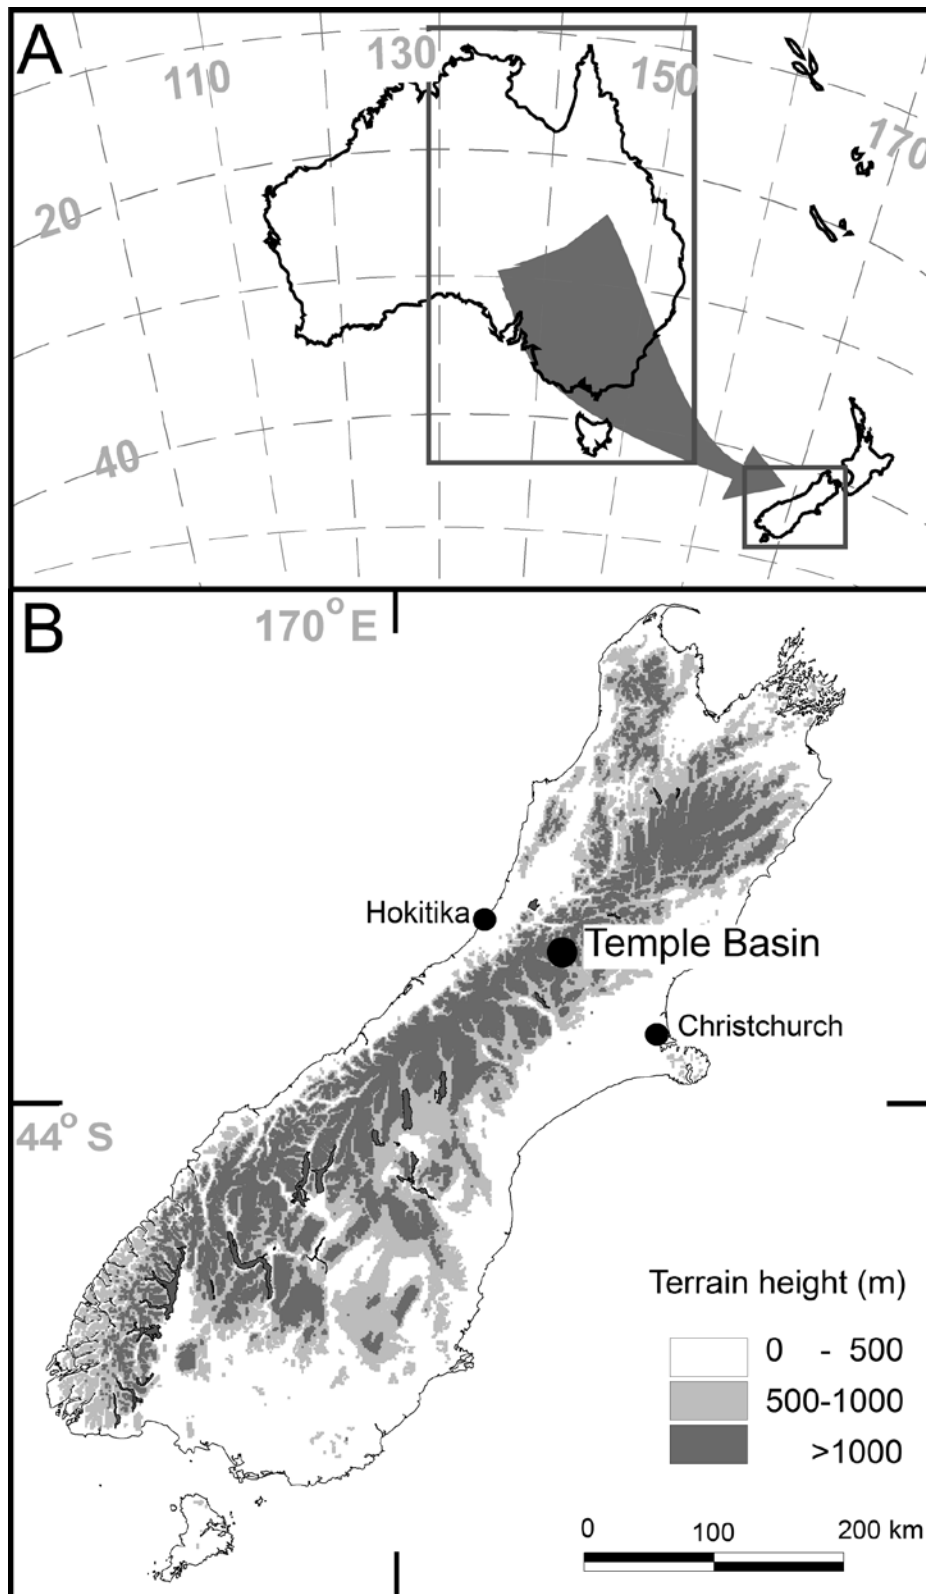 A
110
130
150
170
20
40
B
170° E
Hokitika
Temple Basin
Christchurch
44° S
Terrain height (m)
0 - 500
500-1000
>1000
0 100 200 km